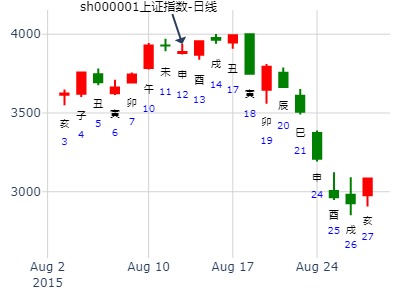 sh000001上证指数-日线
4000
3500
3000
亥
3
子
4
丑
5
寅
6
卯
7
午
10
未
11
申
12
酉
13
戌
14
丑
17
寅
18
卯
19
辰
20
巳
21
申
24
酉
25
戌
26
亥
27
Aug 2
2015
Aug 10
Aug 17
Aug 24